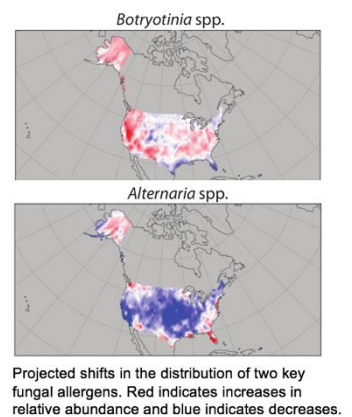 Botryotinia spp.
Alternaria spp.
Projected shifts in the distribution of two key
fungal allergens. Red indicates increases in
relative abundance and blue indicates decreases.